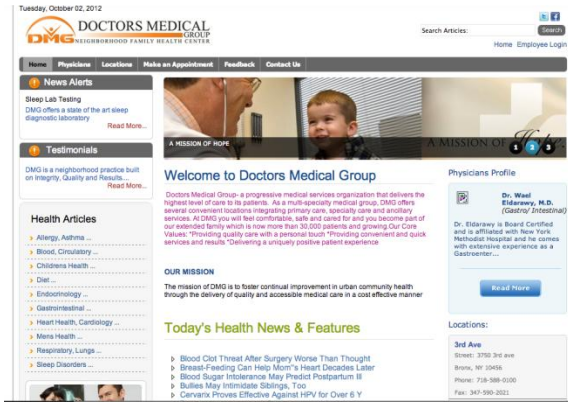 Tuesday, October 02, 2012
DOCTORS MEDICAL
GROUP
DMG NEIGHBORHOOD FAMILY HEALTH CENTER
Search Articles:
Search
Home Employee Login
Home Physicians Locations Make an Appointment Feedback Contact Us
News Alerts
Sleep Lab Testing
DMG offers a state of the art sleep
diagnostic laboratory
Read More...
Testimonials
DMG is a neighborhood practice built
on Integrity, Quality and Results....
Read More...
Health Articles
Allergy, Asthma ...
Blood, Circulatory ...
Childrens Health ...
Diet ...
Endocrinology ...
Gastrointestinal ...
Heart Health, Cardiology ...
Mens Health ...
Respiratory, Lungs ...
Sleep Disorders ...
A MISSION OF HOPE
A MISSION OF Hope
1 2 3
Welcome to Doctors Medical Group
Doctors Medical Group- a progressive medical services organization that delivers the
highest level of care to its patients. As a multi-specialty medical group, DMG offers
several convenient locations integrating primary care, specialty care and ancillary
services. At DMG you will feel comfortable, safe and cared for and you become part of
our extended family which is now more than 30,000 patients and growing.Our Core
Values: *Providing quality care with a personal touch *Providing convenient and quick
services and results *Delivering a uniquely positive patient experience
OUR MISSION
The mission of DMG is to foster continual improvement in urban community health
through the delivery of quality and accessible medical care in a cost effective manner
Today's Health News & Features
Blood Clot Threat After Surgery Worse Than Thought
Breast-Feeding Can Help Mom"s Heart Decades Later
Blood Sugar Intolerance May Predict Postpartum Ill
Bullies May Intimidate Siblings, Too
Cervarix Proves Effective Against HPV for Over 6 Y
Physicians Profile
Dr. Wael
Eldarawy, M.D.
(Gastro/ Intestinal)
Dr. Eldarawy is Board Certified
and is affiliated with New York
Methodist Hospital and he comes
with extensive experience as a
Gastroenter...
Read More
Locations:
3rd Ave
Street: 3750 3rd ave
Bronx, NY 10456
Phone: 718-588-0100
Fax: 347-590-2021